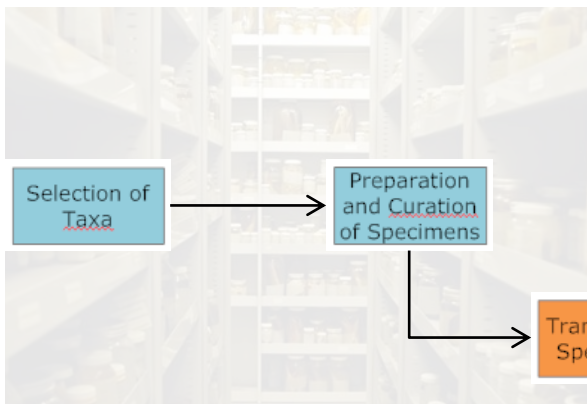 Selection of
Taxa
Preparation
and Curation
of Specimens